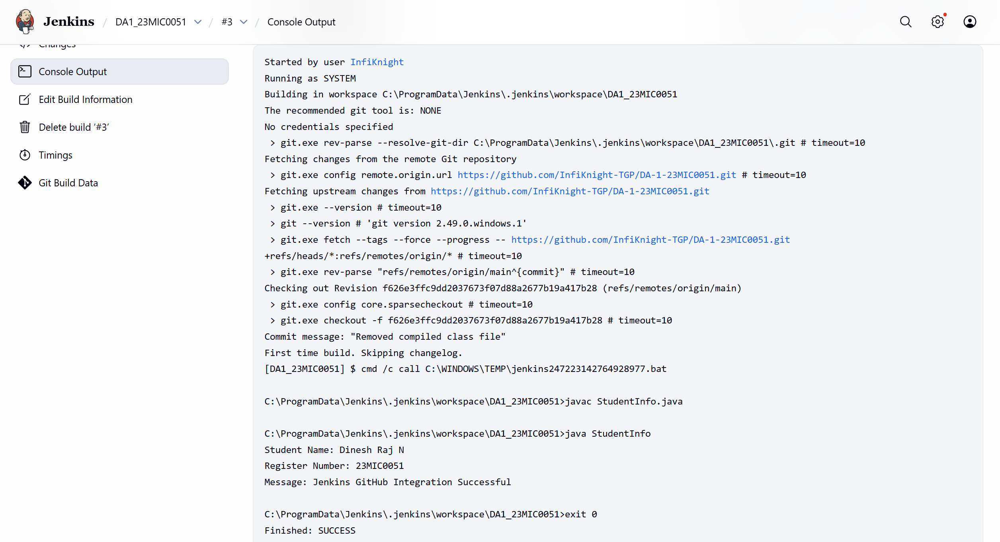 Jenkins / DA1_23MIC0051 / #3 / Console Output
Changes
Console Output
Edit Build Information
Delete build ‘#3’
Timings
Git Build Data
Started by user InfiKnight
Running as SYSTEM
Building in workspace C:\ProgramData\Jenkins\.jenkins\workspace\DA1_23MIC0051
The recommended git tool is: NONE
No credentials specified
 > git.exe rev-parse --resolve-git-dir C:\ProgramData\Jenkins\.jenkins\workspace\DA1_23MIC0051\.git # timeout=10
Fetching changes from the remote Git repository
 > git.exe config remote.origin.url https://github.com/InfiKnight-TGP/DA-1-23MIC0051.git # timeout=10
Fetching upstream changes from https://github.com/InfiKnight-TGP/DA-1-23MIC0051.git
 > git.exe --version # timeout=10
 > git --version # 'git version 2.49.0.windows.1'
 > git.exe fetch --tags --force --progress -- https://github.com/InfiKnight-TGP/DA-1-23MIC0051.git
+refs/heads/*:refs/remotes/origin/* # timeout=10
 > git.exe rev-parse "refs/remotes/origin/main^{commit}" # timeout=10
Checking out Revision f626e3ffc9dd2037673f07d88a2677b19a417b28 (refs/remotes/origin/main)
 > git.exe config core.sparsecheckout # timeout=10
 > git.exe checkout -f f626e3ffc9dd2037673f07d88a2677b19a417b28 # timeout=10
Commit message: "Removed compiled class file"
First time build. Skipping changelog.
[DA1_23MIC0051] $ cmd /c call C:\WINDOWS\TEMP\jenkins247223142764928977.bat
C:\ProgramData\Jenkins\.jenkins\workspace\DA1_23MIC0051>javac StudentInfo.java
C:\ProgramData\Jenkins\.jenkins\workspace\DA1_23MIC0051>java StudentInfo
Student Name: Dinesh Raj N
Register Number: 23MIC0051
Message: Jenkins GitHub Integration Successful
C:\ProgramData\Jenkins\.jenkins\workspace\DA1_23MIC0051>exit 0
Finished: SUCCESS